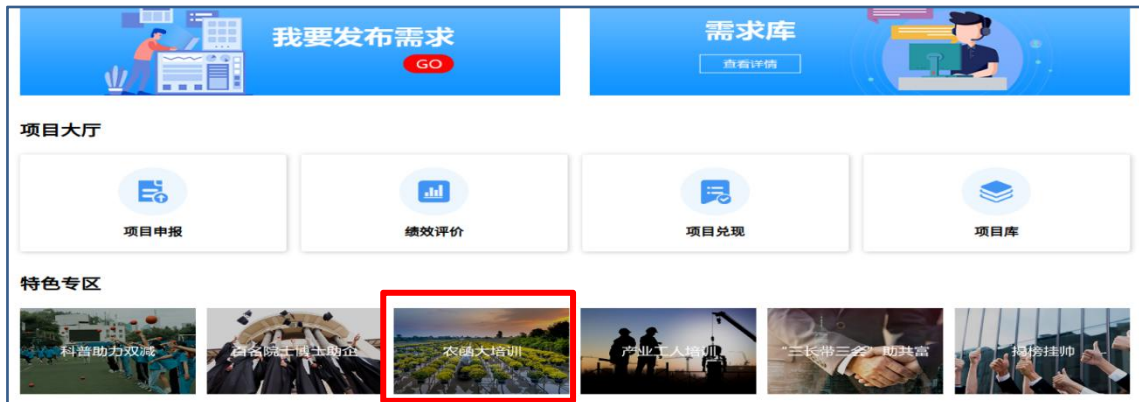 我要发布需求
GO
需求库
查看详情
项目大厅
项目申报
绩效评价
项目兑现
项目库
特色专区
科普助力双减
百名院士博士助企
农函大培训
产业工人培训
“三长带三会”助共富
揭榜挂帅